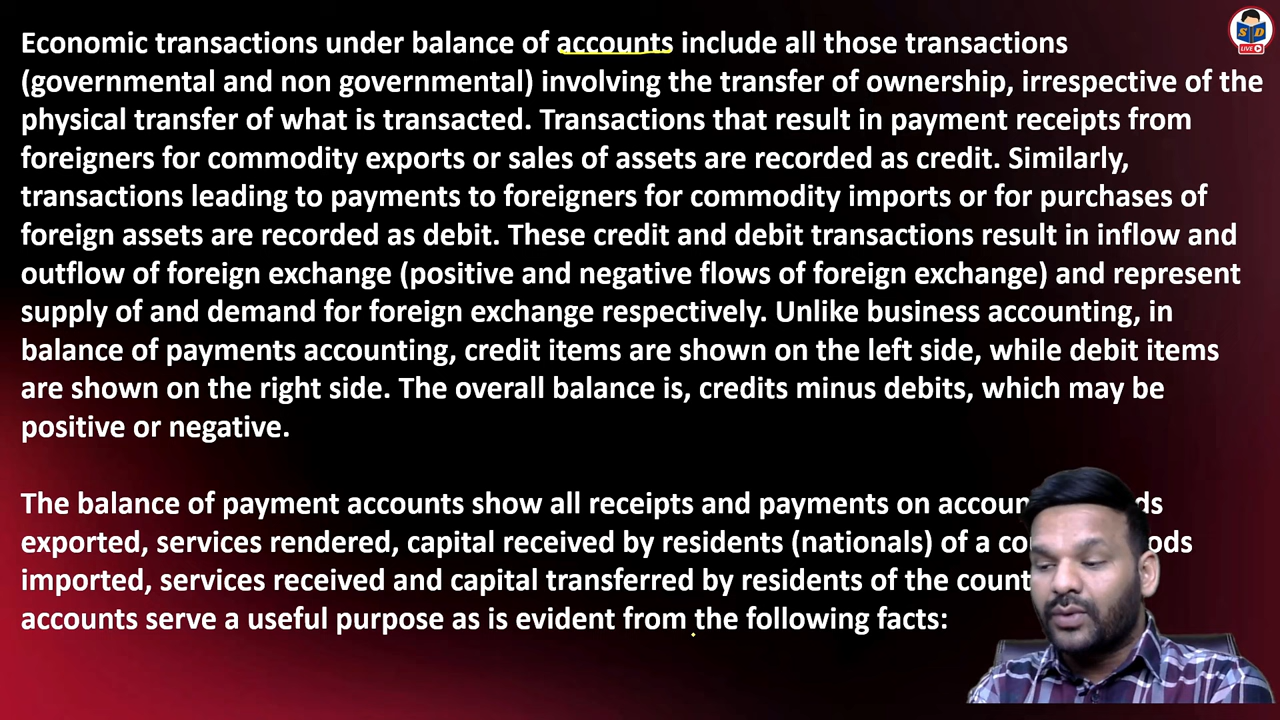 Economic transactions under balance of accounts include all those transactions
(governmental and non governmental) involving the transfer of ownership, irrespective of the
physical transfer of what is transacted. Transactions that result in payment receipts from
foreigners for commodity exports or sales of assets are recorded as credit. Similarly,
transactions leading to payments to foreigners for commodity imports or for purchases of
foreign assets are recorded as debit. These credit and debit transactions result in inflow and
outflow of foreign exchange (positive and negative flows of foreign exchange) and represent
supply of and demand for foreign exchange respectively. Unlike business accounting, in
balance of payments accounting, credit items are shown on the left side, while debit items
are shown on the right side. The overall balance is, credits minus debits, which may be
positive or negative.
The balance of payment accounts show all receipts and payments on
exported, services rendered, capital received by residents (nationals) of a
imported, services received and capital transferred by residents of the
accounts serve a useful purpose as is evident from the following facts:
S D
LIVE